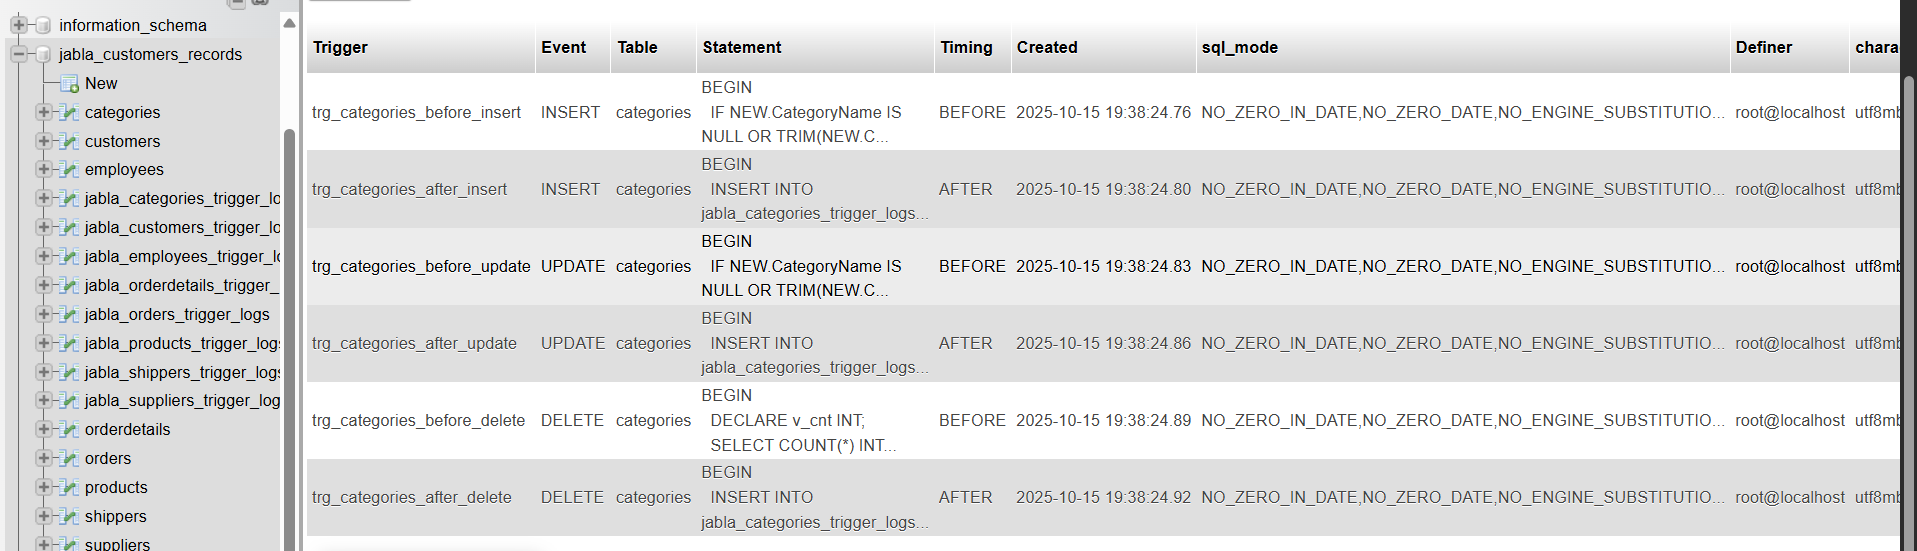 information_schema
jabla_customers_records
New
categories
customers
employees
jabla_categories_trigger_lo
jabla_customers_trigger_lo
jabla_employees_trigger_l
jabla_orderdetails_trigger_
jabla_orders_trigger_logs
jabla_products_trigger_log
jabla_shippers_trigger_logs
jabla_suppliers_trigger_log
orderdetails
orders
products
shippers
suppliers
Trigger Event Table Statement Timing Created sql_mode Definer chara
BEGIN
trg_categories_before_insert INSERT categories IF NEW.CategoryName IS BEFORE 2025-10-15 19:38:24.76 NO_ZERO_IN_DATE,NO_ZERO_DATE,NO_ENGINE_SUBSTITUTIO... root@localhost utf8mb
NULL OR TRIM(NEW.C...
BEGIN
trg_categories_after_insert INSERT categories INSERT INTO AFTER 2025-10-15 19:38:24.80 NO_ZERO_IN_DATE,NO_ZERO_DATE,NO_ENGINE_SUBSTITUTIO... root@localhost utf8mb
jabla_categories_trigger_logs...
BEGIN
trg_categories_before_update UPDATE categories IF NEW.CategoryName IS BEFORE 2025-10-15 19:38:24.83 NO_ZERO_IN_DATE,NO_ZERO_DATE,NO_ENGINE_SUBSTITUTIO... root@localhost utf8mb
NULL OR TRIM(NEW.C...
BEGIN
trg_categories_after_update UPDATE categories INSERT INTO AFTER 2025-10-15 19:38:24.86 NO_ZERO_IN_DATE,NO_ZERO_DATE,NO_ENGINE_SUBSTITUTIO... root@localhost utf8mb
jabla_categories_trigger_logs...
BEGIN
trg_categories_before_delete DELETE categories DECLARE v_cnt INT; BEFORE 2025-10-15 19:38:24.89 NO_ZERO_IN_DATE,NO_ZERO_DATE,NO_ENGINE_SUBSTITUTIO... root@localhost utf8mb
SELECT COUNT(*) INT...
BEGIN
trg_categories_after_delete DELETE categories INSERT INTO AFTER 2025-10-15 19:38:24.92 NO_ZERO_IN_DATE,NO_ZERO_DATE,NO_ENGINE_SUBSTITUTIO... root@localhost utf8mb
jabla_categories_trigger_logs...